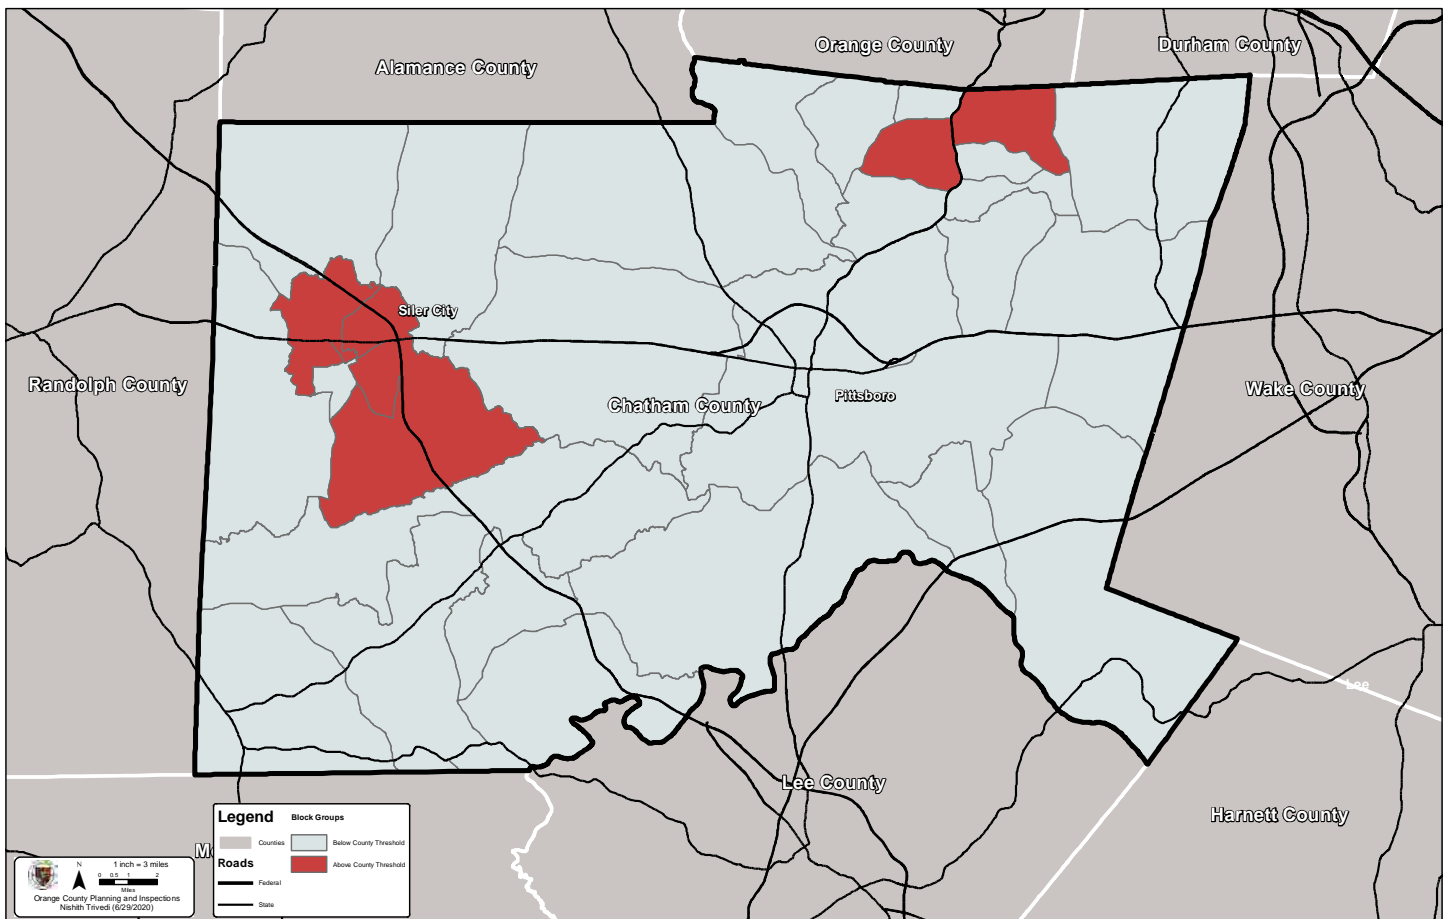 Orange County
Durham County
Alamance County
Siler City
Randolph County
Chatham County
Pittsboro
Wake County
Lee
Lee County
Harnett County
Mo
Legend
Block Groups
Counties
Below County Threshold
Roads
Above County Threshold
Federal
State
N
1 inch = 3 miles
0 0.5 1 2
Miles
Orange County Planning and Inspections
Nishith Trivedi (6/29/2020)